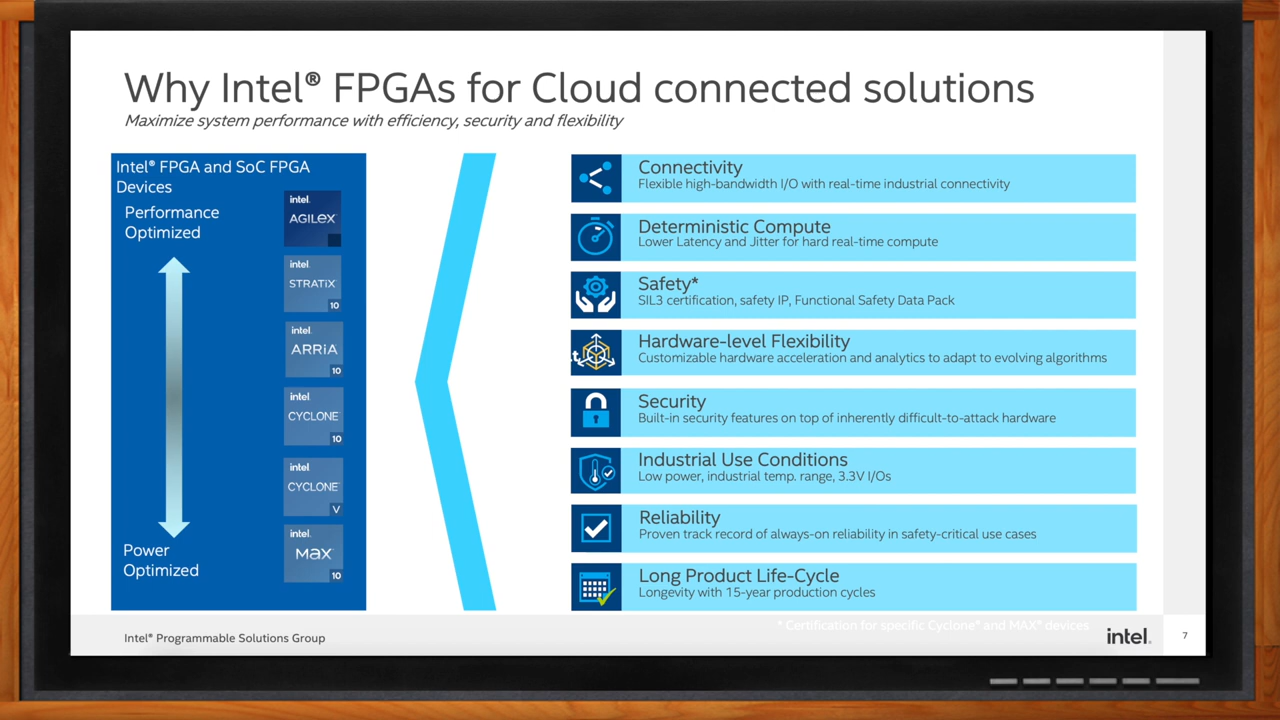 Why Intel® FPGAs for Cloud connected solutions
Maximize system performance with efficiency, security and flexibility
Intel® FPGA and SoC FPGA
Devices
Performance
Optimized
intel.
AGILEX
intel.
STRATIX
10
intel.
ARRIA
10
intel.
CYCLONE
10
intel.
CYCLONE
V
intel.
MAX
10
Power
Optimized
Connectivity
Flexible high-bandwidth I/O with real-time industrial connectivity
Deterministic Compute
Lower Latency and Jitter for hard real-time compute
Safety*
SIL3 certification, safety IP, Functional Safety Data Pack
t,
Hardware-level Flexibility
Customizable hardware acceleration and analytics to adapt to evolving algorithms
Security
Built-in security features on top of inherently difficult-to-attack hardware
Industrial Use Conditions
Low power, industrial temp. range, 3.3V I/Os
Reliability
Proven track record of always-on reliability in safety-critical use cases
Long Product Life-Cycle
Longevity with 15-year production cycles
* Certification for specific Cyclone® and MAX® devices
Intel® Programmable Solutions Group
intel.
7